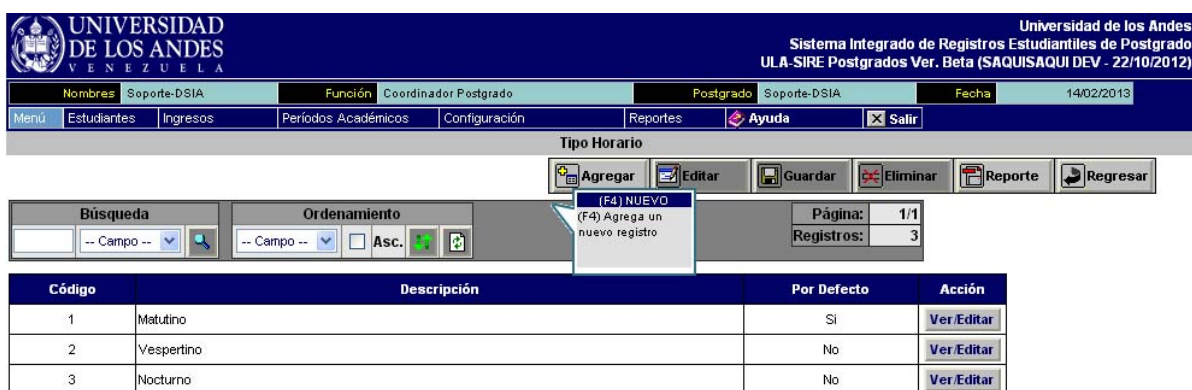 UNIVERSIDAD
DE LOS ANDES
VENEZUELA
Universidad de los Andes
Sistema Integrado de Registros Estudiantiles de Postgrado
ULA-SIRE Postgrados Ver. Beta (SAQUISAQUI DEV - 22/10/2012)
Nombres Soporte-DSIA Función Coordinador Postgrado Postgrado Soporte-DSIA Fecha 14/02/2013
Menú Estudiantes Ingresos Períodos Académicos Configuración Reportes Ayuda Salir
Tipo Horario
Agregar Editar Guardar Eliminar Reporte Regresar
(F4) NUEVO
(F4) Agrega un
nuevo registro
Búsqueda Ordenamiento Página: 1/1
-- Campo -- -- Campo -- Asc. Registros: 3
Código Descripción Por Defecto Acción
1 Matutino Si Ver/Editar
2 Vespertino No Ver/Editar
3 Nocturno No Ver/Editar